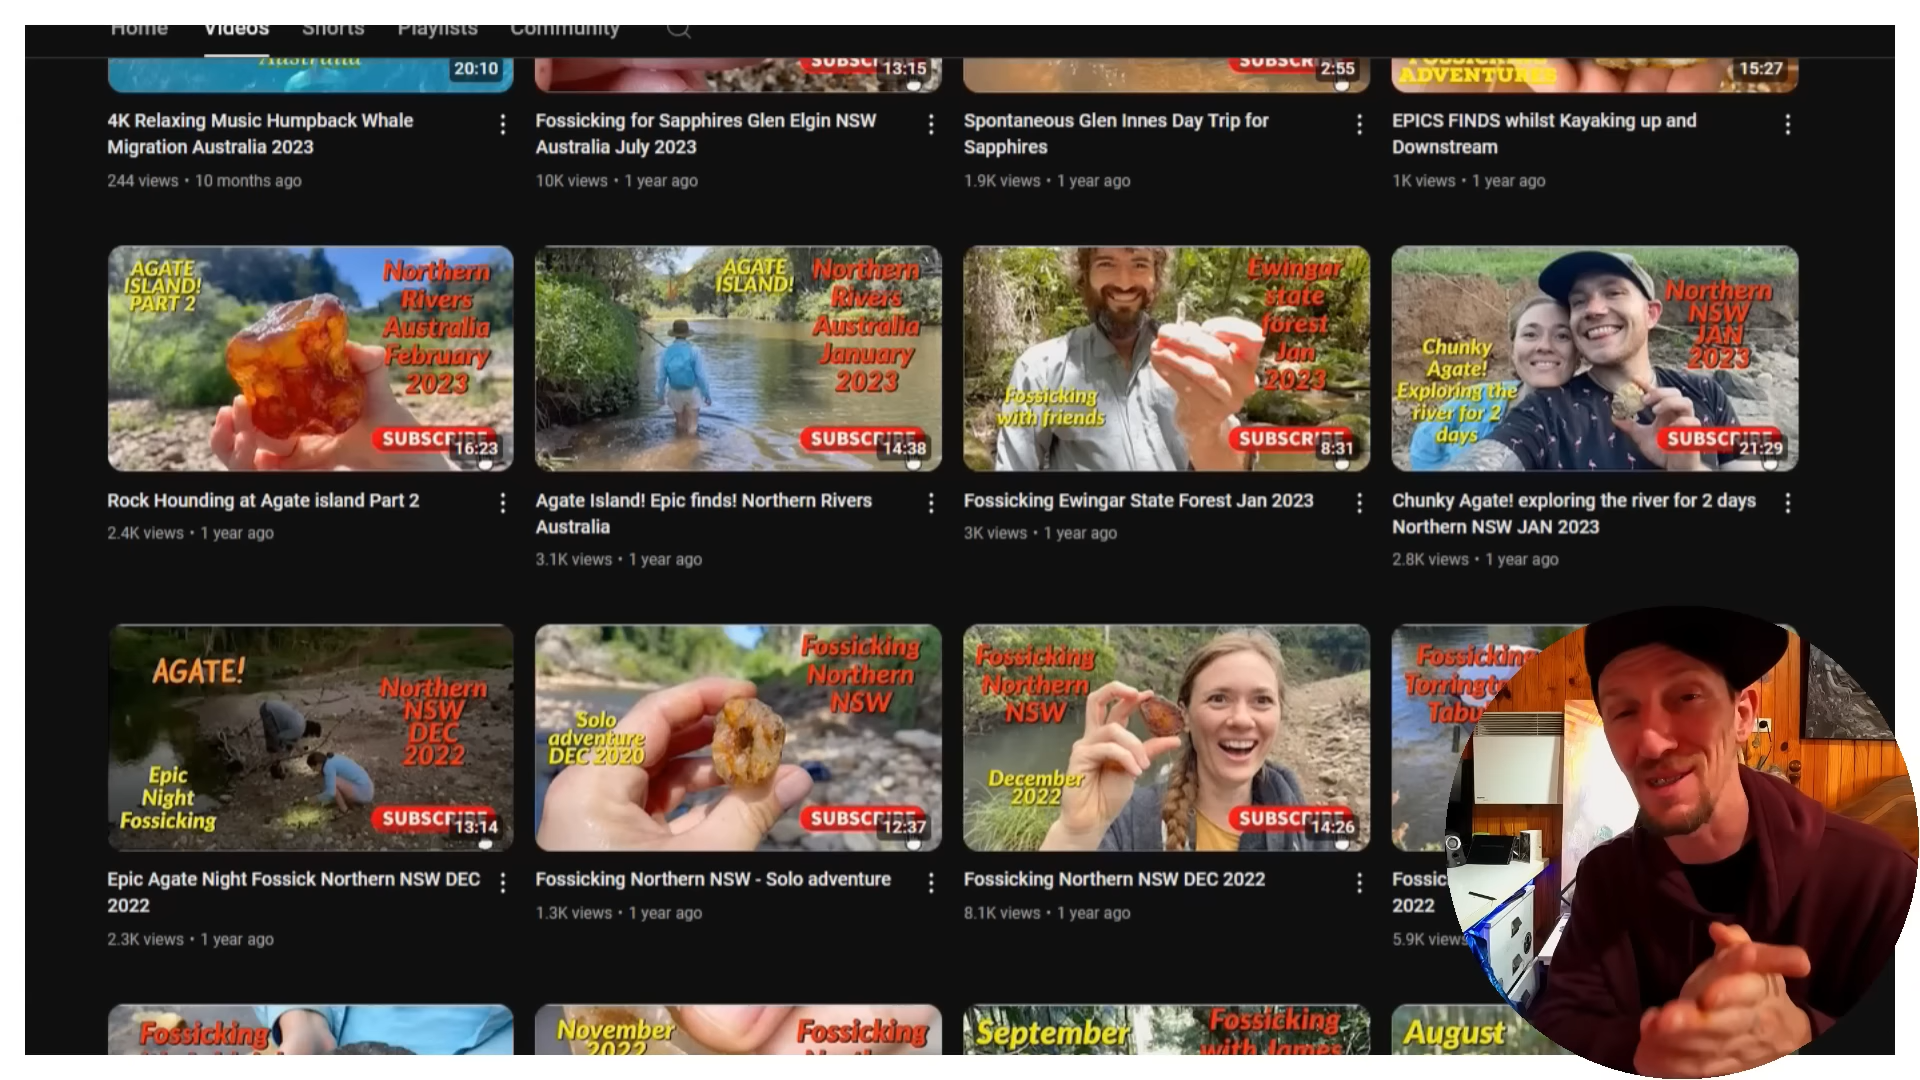 Home Videos Shorts Playlists Community
Australia
20:10
SUBSCR
13:15
SUBSCR
2:55
ADVENTURES
15:27
4K Relaxing Music Humpback Whale
Migration Australia 2023
244 views • 10 months ago
Fossicking for Sapphires Glen Elgin NSW
Australia July 2023
10K views • 1 year ago
Spontaneous Glen Innes Day Trip for
Sapphires
1.9K views • 1 year ago
EPICS FINDS whilst Kayaking up and
Downstream
1K views • 1 year ago
AGATE
ISLAND!
PART 2
Northern
Rivers
Australia
February
2023
SUBSCRIBE
16:23
AGATE
ISLAND!
Northern
Rivers
Australia
January
2023
SUBSCRIBE
14:38
Ewingar
state
forest
Jan
2023
Fossicking
with friends
SUBSCRIBE
8:31
Northern
NSW
JAN
2023
Chunky
Agate!
Exploring the
river for 2
days
SUBSCRIBE
21:29
Rock Hounding at Agate island Part 2
2.4K views • 1 year ago
Agate Island! Epic finds! Northern Rivers
Australia
3.1K views • 1 year ago
Fossicking Ewingar State Forest Jan 2023
3K views • 1 year ago
Chunky Agate! exploring the river for 2 days
Northern NSW JAN 2023
2.8K views • 1 year ago
AGATE!
Northern
NSW
DEC
2022
Epic
Night
Fossicking
SUBSCRIBE
13:14
Fossicking
Northern
NSW
Solo
adventure
DEC 2020
SUBSCRIBE
12:37
Fossicking
Northern
NSW
December
2022
SUBSCRIBE
14:26
Fossicking
Torringt
Tabu
Epic Agate Night Fossick Northern NSW DEC
2022
2.3K views • 1 year ago
Fossicking Northern NSW - Solo adventure
1.3K views • 1 year ago
Fossicking Northern NSW DEC 2022
8.1K views • 1 year ago
Fossic
2022
5.9K views
Fossicking
November
2022
Fossicking
September
Fossicking
with James
August